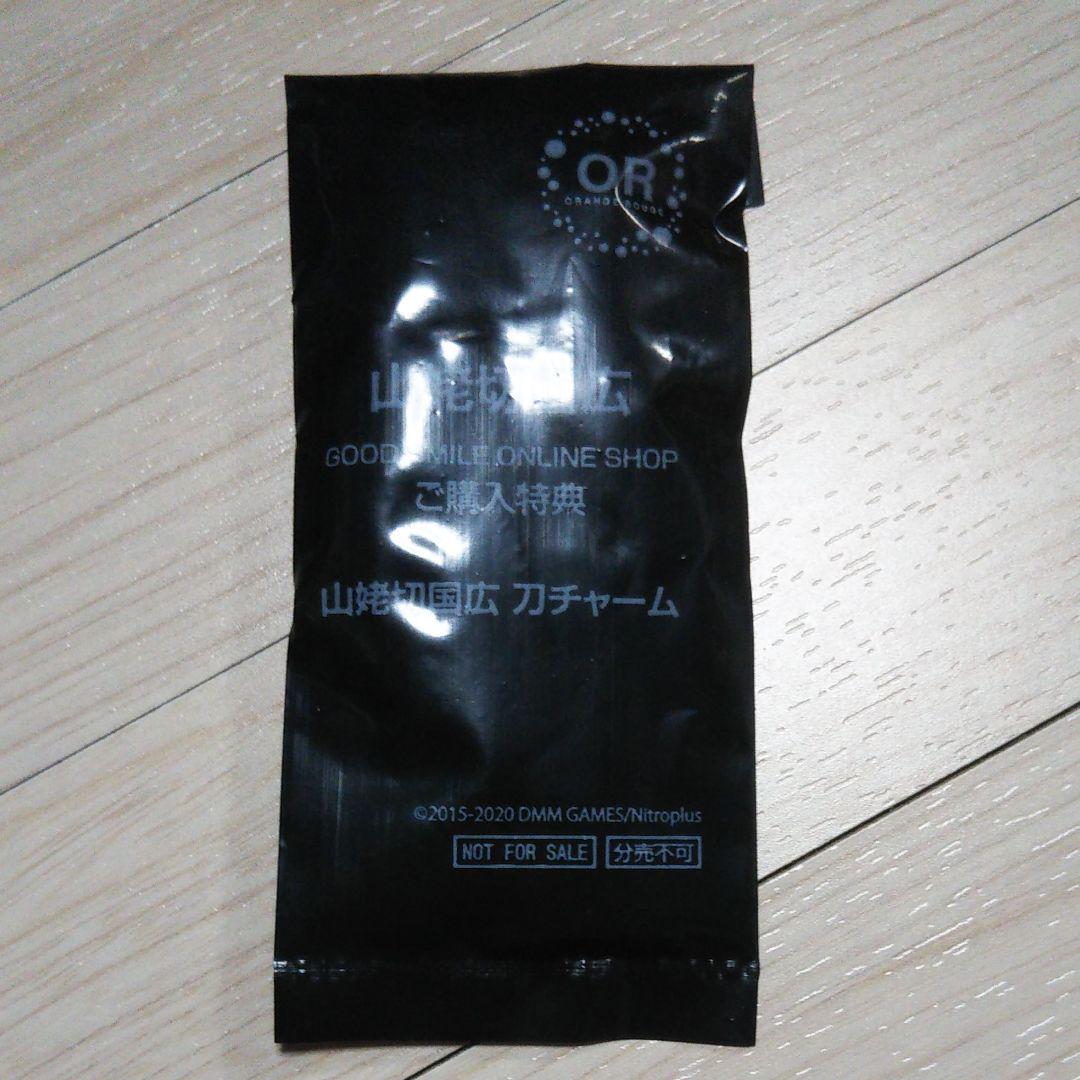 OR
ORANGE ROUGE
山姥切国広
GOOD SMILE ONLINE SHOP
ご購入特典
山姥切国広 刀チャーム
©2015-2020 DMM GAMES/Nitroplus
NOT FOR SALE 分売不可